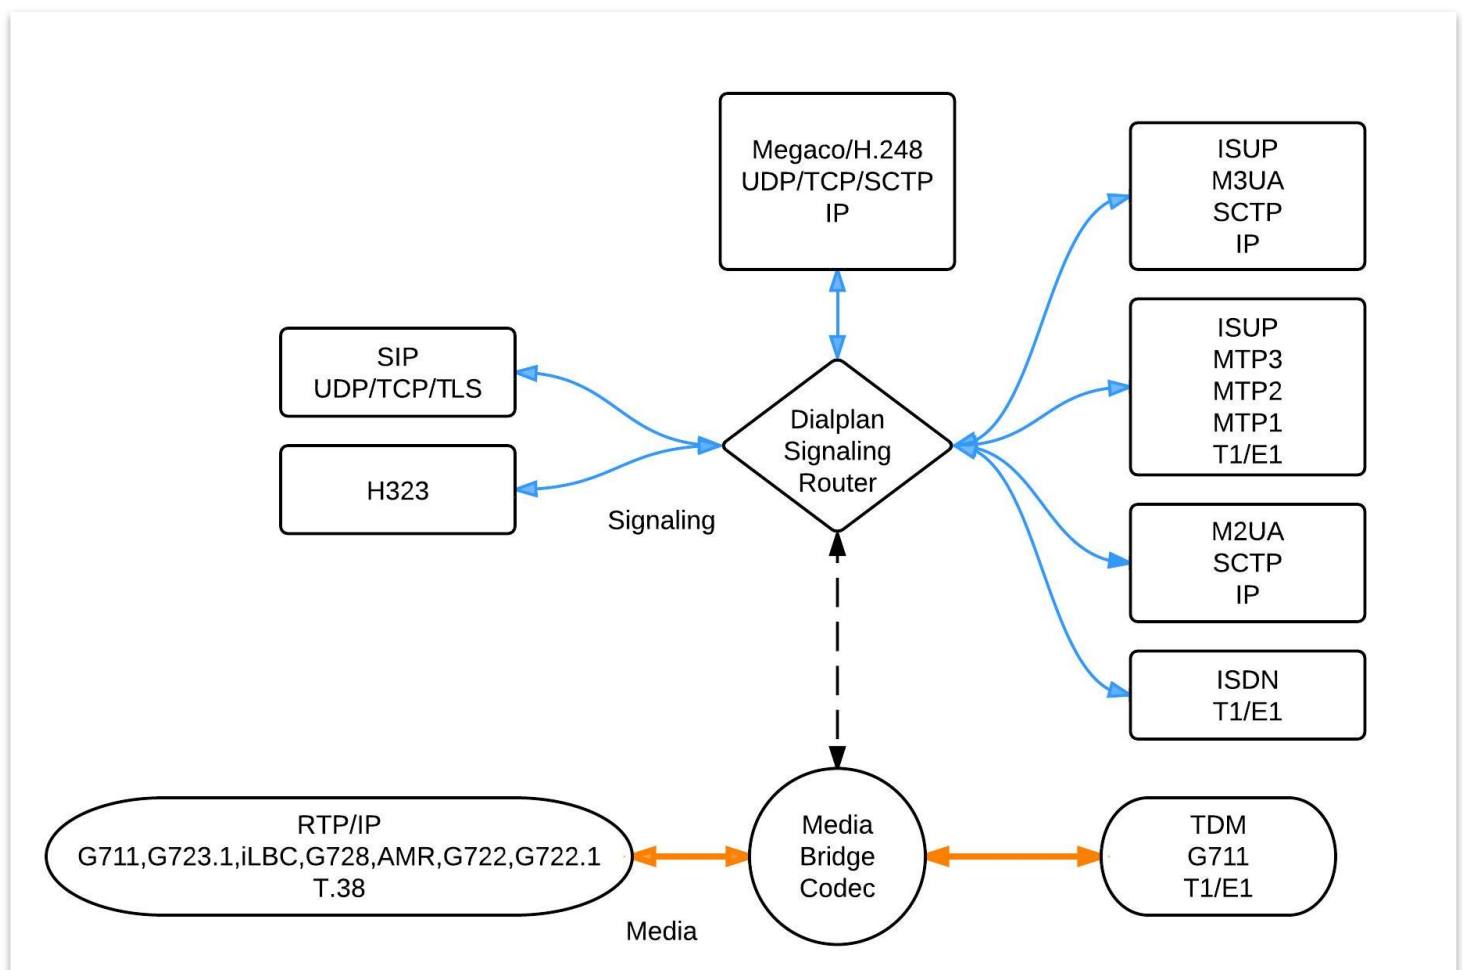 Megaco/H.248
UDP/TCP/SCTP
IP
ISUP
M3UA
SCTP
IP
SIP
UDP/TCP/TLS
ISUP
MTP3
MTP2
MTP1
T1/E1
H323
Dialplan
Signaling
Router
Signaling
M2UA
SCTP
IP
ISDN
T1/E1
RTP/IP
G711,G723.1,iLBC,G728,AMR,G722,G722.1
T.38
Media
Bridge
Codec
TDM
G711
T1/E1
Media